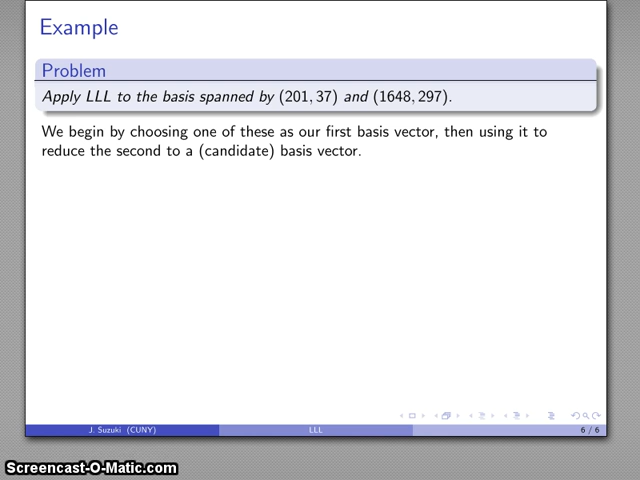 Example
Problem
Apply LLL to the basis spanned by (201, 37) and (1648, 297).
We begin by choosing one of these as our first basis vector, then using it to
reduce the second to a (candidate) basis vector.
J. Suzuki (CUNY) LLL 6 / 6
Screencast-O-Matic.com